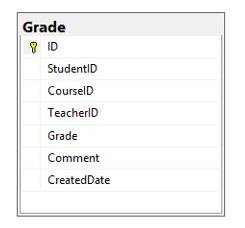 Grade
ID
StudentID
CourseID
TeacherID
Grade
Comment
CreatedDate